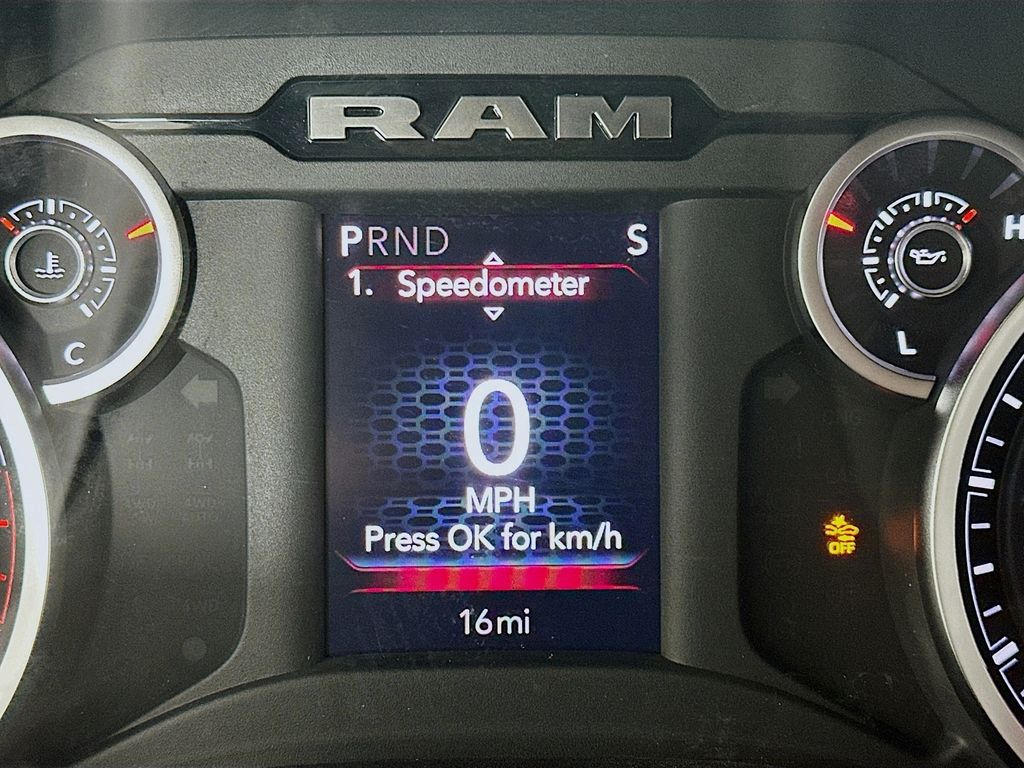 RAM
PRND S
1. Speedometer
H
C
L
0
MPH
Press OK for km/h
OFF
16mi